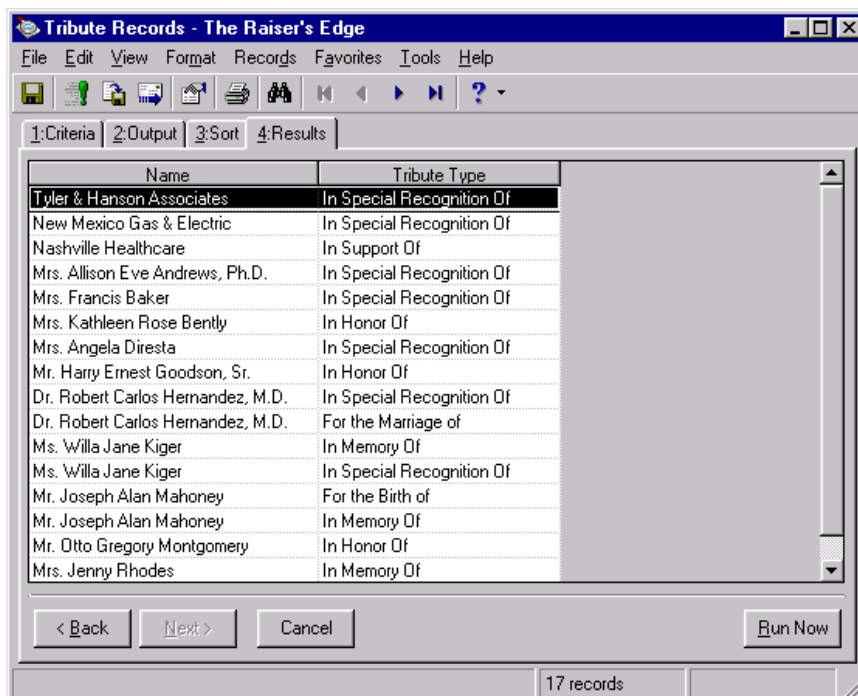 Tribute Records - The Raiser's Edge
File Edit View Format Records Favorites Tools Help
1:Criteria 2:Output 3:Sort 4:Results
Name Tribute Type
Tyler & Hanson Associates In Special Recognition Of
New Mexico Gas & Electric In Special Recognition Of
Nashville Healthcare In Support Of
Mrs. Allison Eve Andrews, Ph.D. In Special Recognition Of
Mrs. Francis Baker In Special Recognition Of
Mrs. Kathleen Rose Bently In Honor Of
Mrs. Angela Diresta In Special Recognition Of
Mr. Harry Ernest Goodson, Sr. In Honor Of
Dr. Robert Carlos Hernandez, M.D. In Special Recognition Of
Dr. Robert Carlos Hernandez, M.D. For the Marriage of
Ms. Willa Jane Kiger In Memory Of
Ms. Willa Jane Kiger In Special Recognition Of
Mr. Joseph Alan Mahoney For the Birth of
Mr. Joseph Alan Mahoney In Memory Of
Mr. Otto Gregory Montgomery In Honor Of
Mrs. Jenny Rhodes In Memory Of
< Back Next > Cancel Run Now
17 records